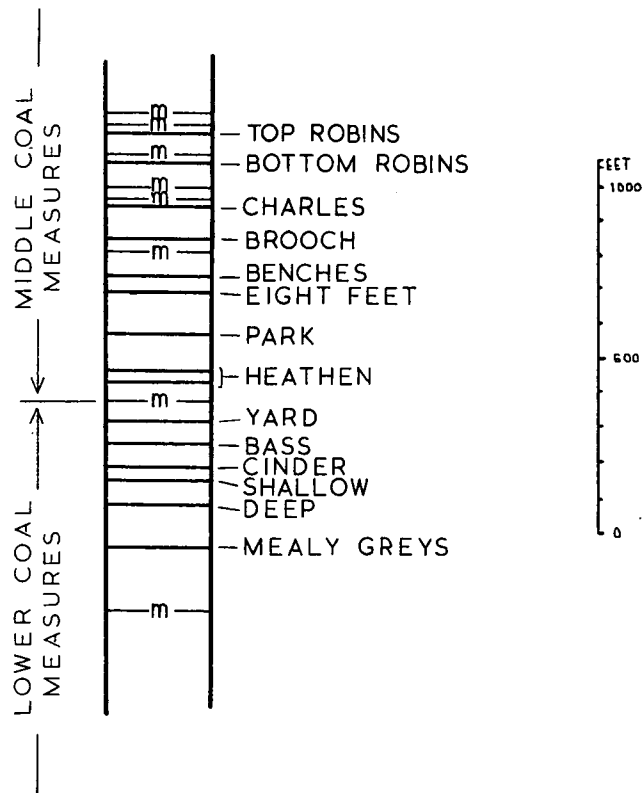 MIDDLE COAL
MEASURES
LOWER COAL
MEASURES
m
m
TOP ROBINS
m
BOTTOM ROBINS
m
m
CHARLES
BROOCH
m
BENCHES
EIGHT FEET
PARK
HEATHEN
m
YARD
BASS
CINDER
SHALLOW
DEEP
MEALY GREYS
m
FEET
1000
500
0